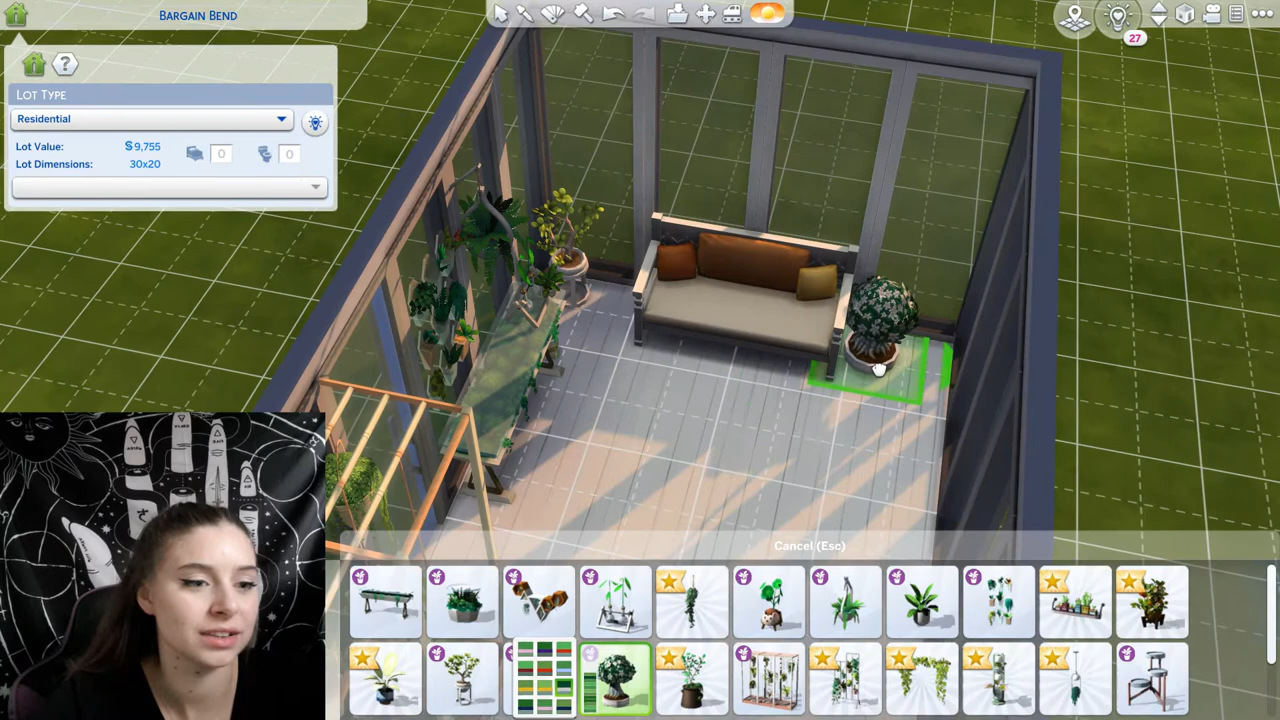 BARGAIN BEND
27
?
LOT TYPE
Residential
Lot Value: §9,755
0 0
Lot Dimensions: 30x20
Cancel (Esc)